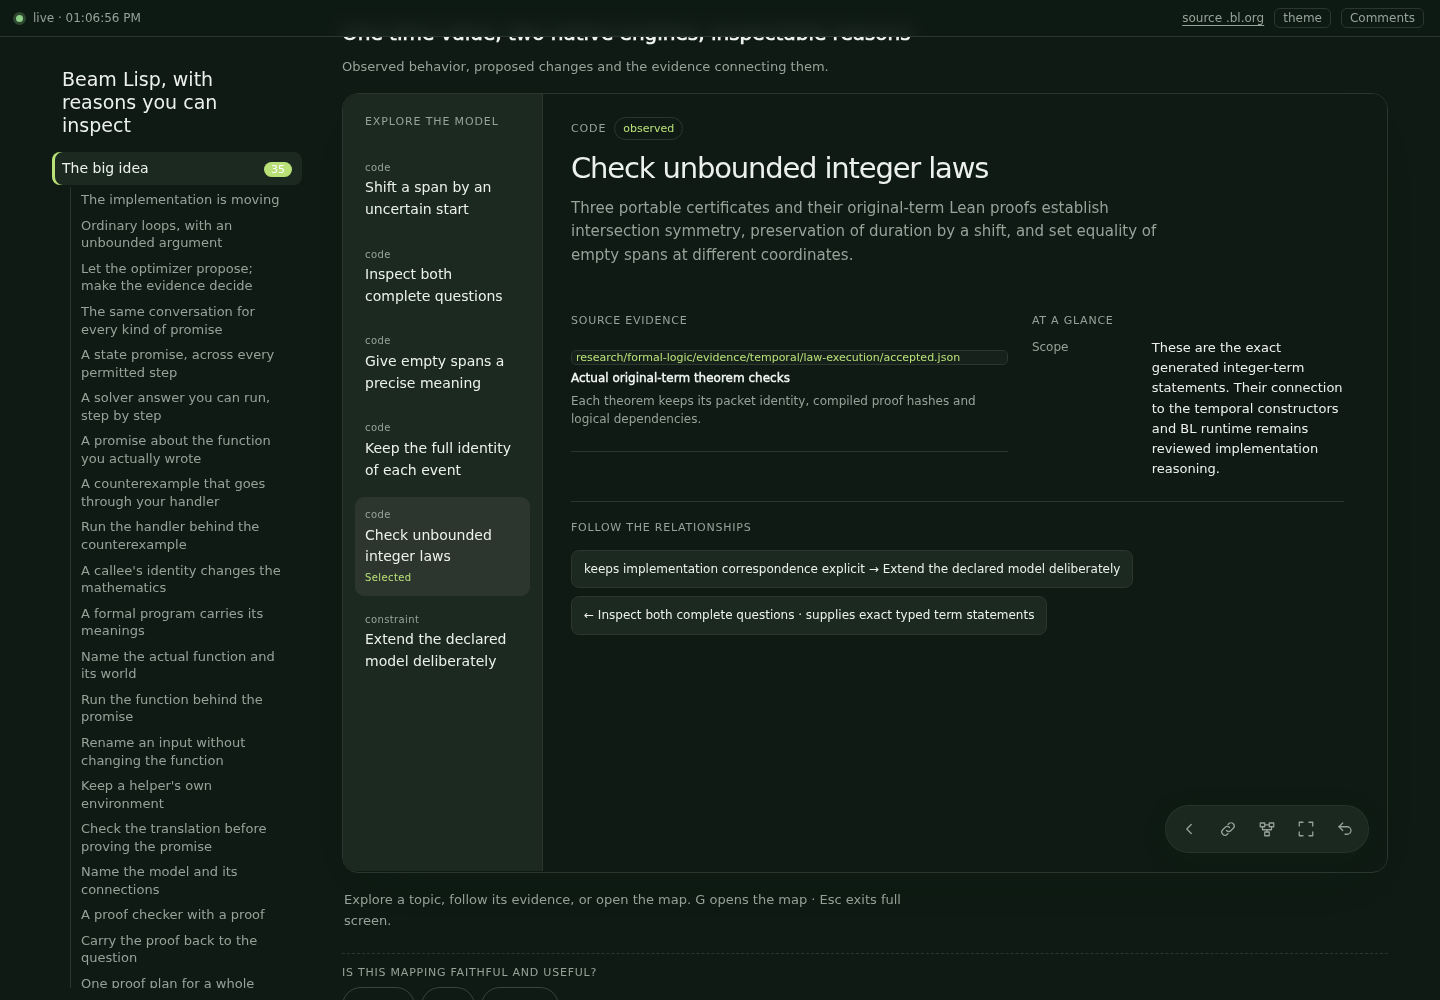 live · 01:06:56 PM
source .bl.org
theme
Comments
Beam Lisp, with
reasons you can
inspect
The big idea
35
The implementation is moving
Ordinary loops, with an
unbounded argument
Let the optimizer propose;
make the evidence decide
The same conversation for
every kind of promise
A state promise, across every
permitted step
A solver answer you can run,
step by step
A promise about the function
you actually wrote
A counterexample that goes
through your handler
Run the handler behind the
counterexample
A callee's identity changes the
mathematics
A formal program carries its
meanings
Name the actual function and
its world
Run the function behind the
promise
Rename an input without
changing the function
Keep a helper's own
environment
Check the translation before
proving the promise
Name the model and its
connections
A proof checker with a proof
Carry the proof back to the
question
One proof plan for a whole
One time value, two native engines, inspectable reasons
Observed behavior, proposed changes and the evidence connecting them.
EXPLORE THE MODEL
code
Shift a span by an
uncertain start
code
Inspect both
complete questions
code
Give empty spans a
precise meaning
code
Keep the full identity
of each event
code
Check unbounded
integer laws
Selected
constraint
Extend the declared
model deliberately
CODE
observed
Check unbounded integer laws
Three portable certificates and their original-term Lean proofs establish
intersection symmetry, preservation of duration by a shift, and set equality of
empty spans at different coordinates.
SOURCE EVIDENCE
research/formal-logic/evidence/temporal/law-execution/accepted.json
Actual original-term theorem checks
Each theorem keeps its packet identity, compiled proof hashes and
logical dependencies.
AT A GLANCE
Scope
These are the exact
generated integer-term
statements. Their connection
to the temporal constructors
and BL runtime remains
reviewed implementation
reasoning.
FOLLOW THE RELATIONSHIPS
keeps implementation correspondence explicit → Extend the declared model deliberately
← Inspect both complete questions · supplies exact typed term statements
Explore a topic, follow its evidence, or open the map. G opens the map · Esc exits full
screen.
IS THIS MAPPING FAITHFUL AND USEFUL?